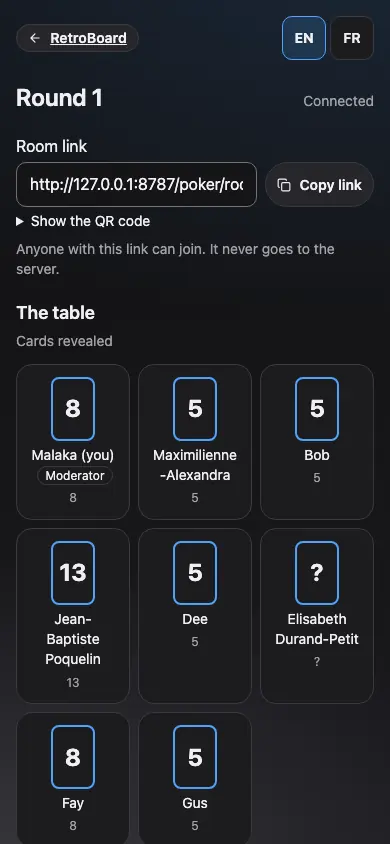 ← RetroBoard
EN
FR
Round 1
Connected
Room link
http://127.0.0.1:8787/poker/roc
Copy link
Show the QR code
Anyone with this link can join. It never goes to the
server.
The table
Cards revealed
8
Malaka (you)
Moderator
8
5
Maximilienne
-Alexandra
5
5
Bob
5
13
Jean-
Baptiste
Poquelin
13
5
Dee
5
?
Elisabeth
Durand-Petit
?
8
Fay
8
5
Gus
5